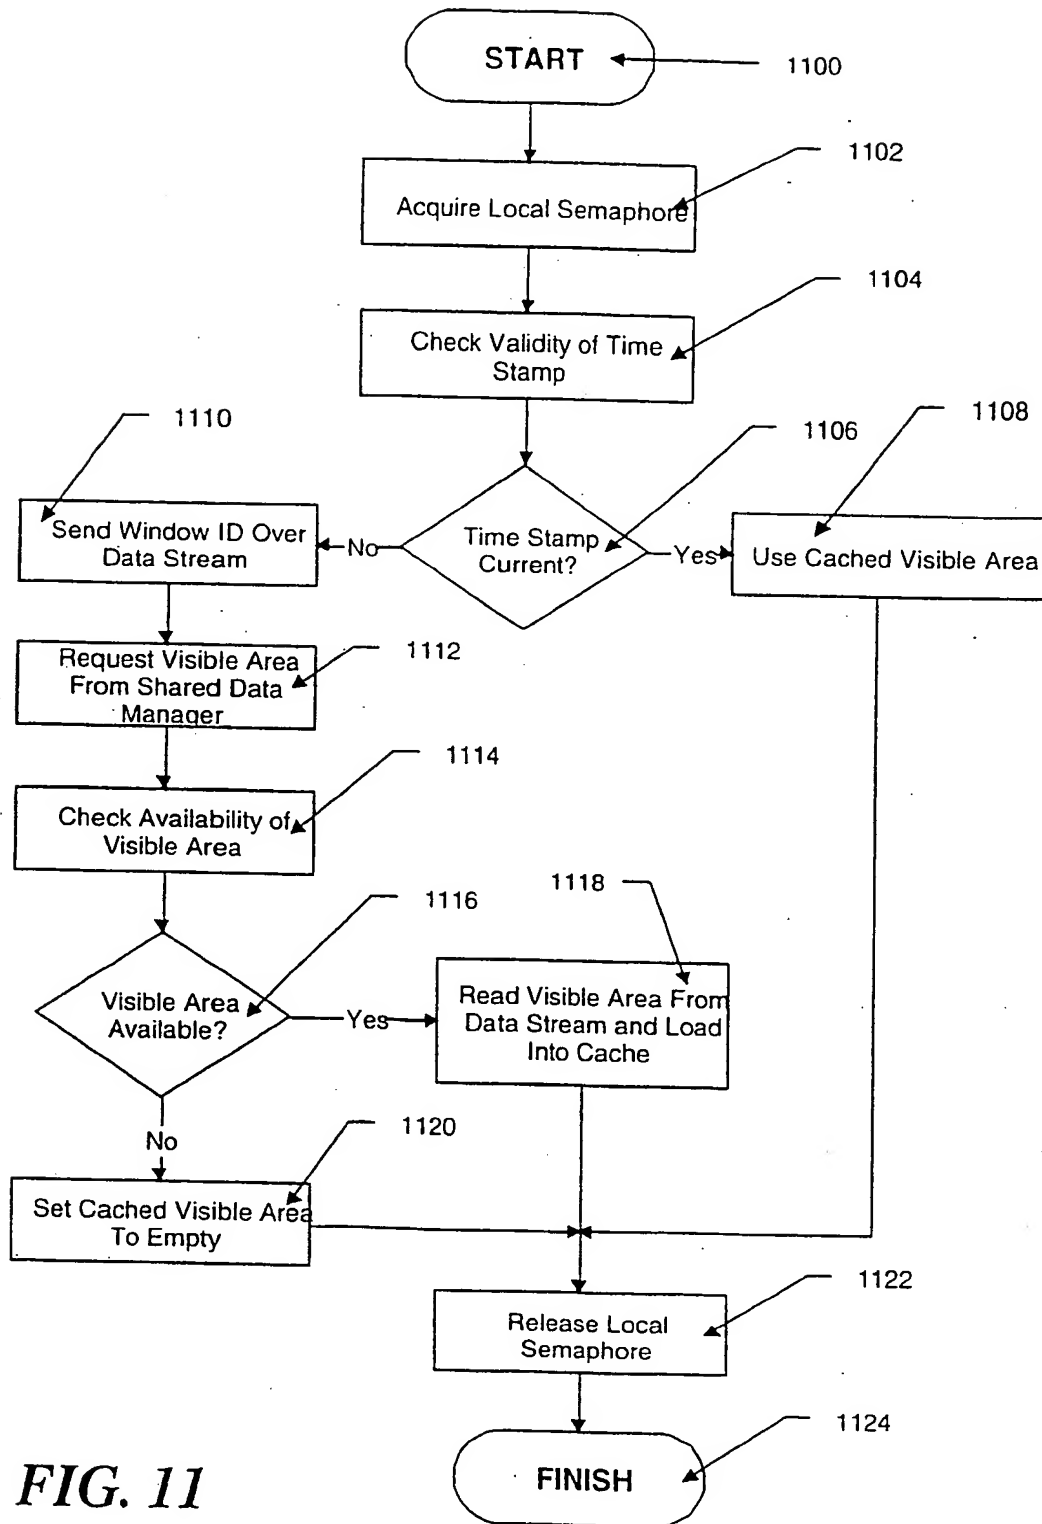 START
1100
1102
Acquire Local Semaphore
1104
Check Validity of Time
Stamp
1110
1106
1108
Send Window ID Over
Data Stream
No
Time Stamp
Current?
Yes
Use Cached Visible Area
Request Visible Area
From Shared Data
Manager
1112
1114
Check Availability of
Visible Area
1116
1118
Visible Area
Available?
Yes
Read Visible Area From
Data Stream and Load
Into Cache
No
1120
Set Cached Visible Area
To Empty
1122
Release Local
Semaphore
1124
FINISH
FIG. 11